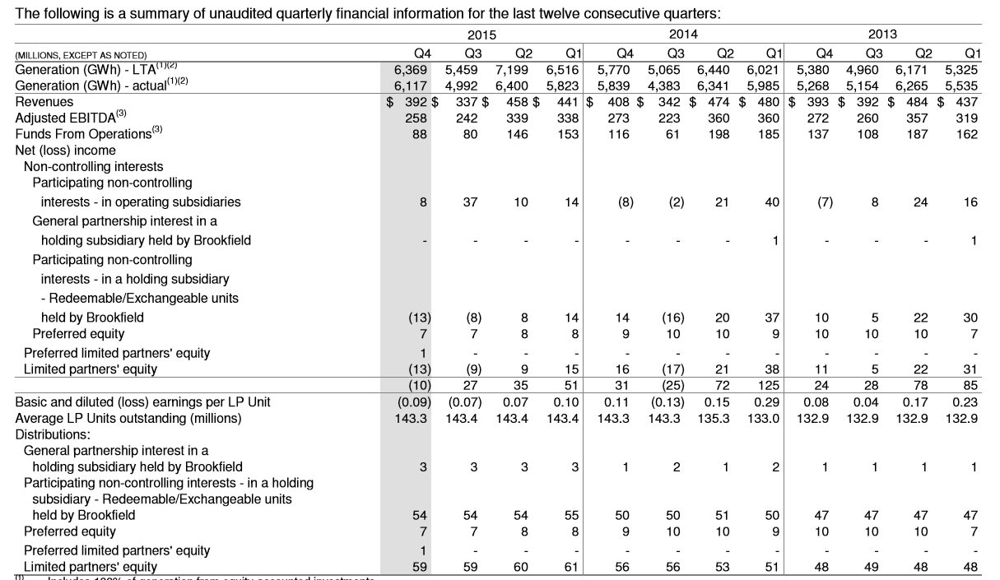 The following is a summary of unaudited quarterly financial information for the last twelve consecutive quarters:
2015 2014 2013
(MILLIONS, EXCEPT AS NOTED) Q4 Q3 Q2 Q1 Q4 Q3 Q2 Q1 Q4 Q3 Q2 Q1
Generation (GWh) - LTA(1)(2) 6,369 5,459 7,199 6,516 5,770 5,065 6,440 6,021 5,380 4,960 6,171 5,325
Generation (GWh) - actual(1)(2) 6,117 4,992 6,400 5,823 5,839 4,383 6,341 5,985 5,268 5,154 6,265 5,535
Revenues $ 392 $ 337 $ 458 $ 441 $ 408 $ 342 $ 474 $ 480 $ 393 $ 392 $ 484 $ 437
Adjusted EBITDA(3) 258 242 339 338 273 223 360 360 272 260 357 319
Funds From Operations(3) 88 80 146 153 116 61 198 185 137 108 187 162
Net (loss) income
Non-controlling interests
Participating non-controlling
interests - in operating subsidiaries 8 37 10 14 (8) (2) 21 40 (7) 8 24 16
General partnership interest in a
holding subsidiary held by Brookfield - - - - - - - 1 - - - 1
Participating non-controlling
interests - in a holding subsidiary
- Redeemable/Exchangeable units
held by Brookfield (13) (8) 8 14 14 (16) 20 37 10 5 22 30
Preferred equity 7 7 8 8 9 10 10 9 10 10 10 7
Preferred limited partners' equity 1 - - - - - - - - - - -
Limited partners' equity (13) (9) 9 15 16 (17) 21 38 11 5 22 31
(10) 27 35 51 31 (25) 72 125 24 28 78 85
Basic and diluted (loss) earnings per LP Unit (0.09) (0.07) 0.07 0.10 0.11 (0.13) 0.15 0.29 0.08 0.04 0.17 0.23
Average LP Units outstanding (millions) 143.3 143.4 143.4 143.4 143.3 143.3 135.3 133.0 132.9 132.9 132.9 132.9
Distributions:
General partnership interest in a
holding subsidiary held by Brookfield 3 3 3 3 1 2 1 2 1 1 1 1
Participating non-controlling interests - in a holding
subsidiary - Redeemable/Exchangeable units
held by Brookfield 54 54 54 55 50 50 51 50 47 47 47 47
Preferred equity 7 7 8 8 9 10 10 9 10 10 10 7
Preferred limited partners' equity 1 - - - - - - - - - - -
Limited partners' equity 59 59 60 61 56 56 53 51 48 49 48 48
(1) Includes 100% of generation from equity-accounted investments